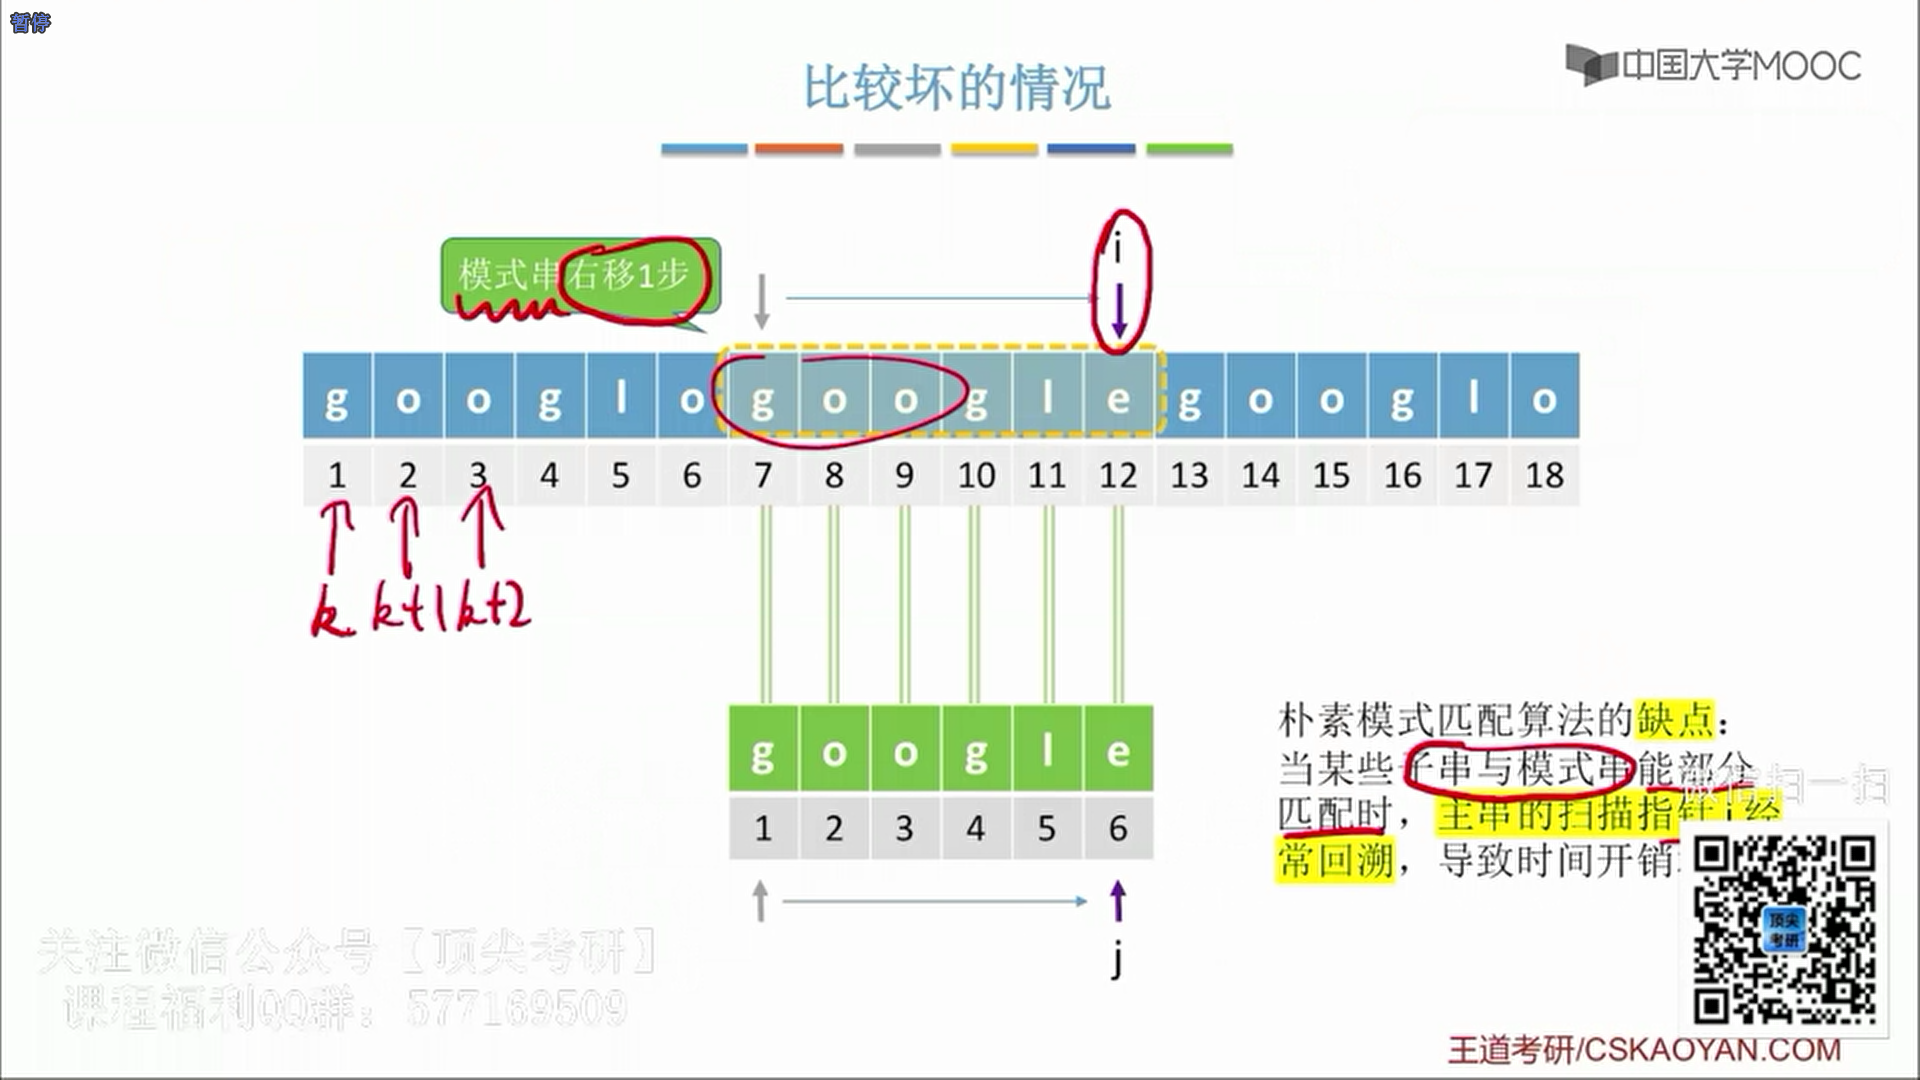 暂停
中国大学MOOC
比较坏的情况
i
模式串右移1步
g o o g l o g o o g l e g o o g l o
1 2 3 4 5 6 7 8 9 10 11 12 13 14 15 16 17 18
k k+1 k+2
g o o g l e
1 2 3 4 5 6
j
朴素模式匹配算法的缺点：
当某些子串与模式串能部分
匹配时，主串的扫描指针i经
常回溯，导致时间开销
微信扫一扫
顶尖
考研
关注微信公众号【顶尖考研】
课程福利QQ群：577169509
王道考研/CSKAOYAN.COM